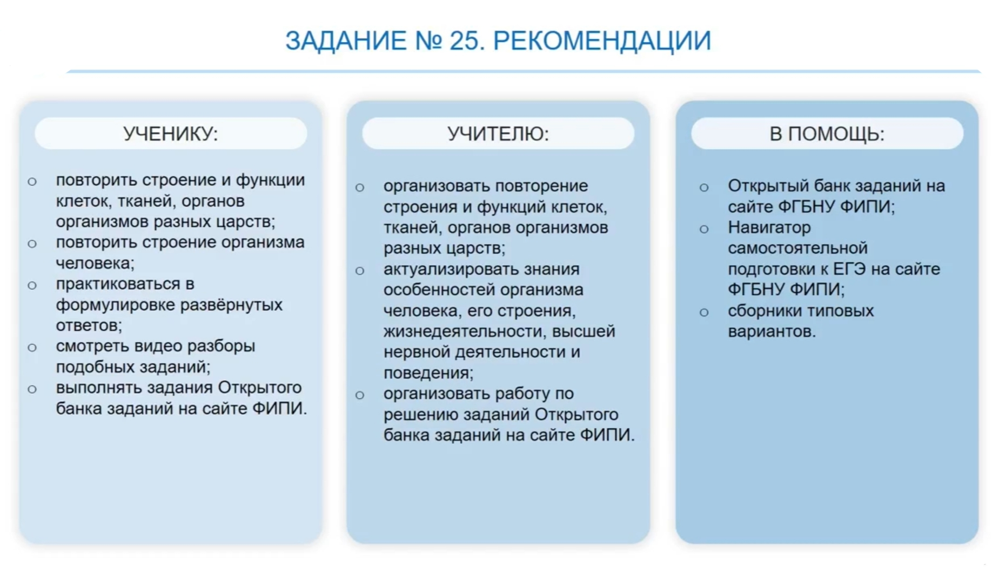 ЗАДАНИЕ № 25. РЕКОМЕНДАЦИИ
УЧЕНИКУ:
o повторить строение и функции
клеток, тканей, органов
организмов разных царств;
o повторить строение организма
человека;
o практиковаться в
формулировке развёрнутых
ответов;
o смотреть видео разборы
подобных заданий;
o выполнять задания Открытого
банка заданий на сайте ФИПИ.
УЧИТЕЛЮ:
o организовать повторение
строения и функций клеток,
тканей, органов организмов
разных царств;
o актуализировать знания
особенностей организма
человека, его строения,
жизнедеятельности, высшей
нервной деятельности и
поведения;
o организовать работу по
решению заданий Открытого
банка заданий на сайте ФИПИ.
В ПОМОЩЬ:
o Открытый банк заданий на
сайте ФГБНУ ФИПИ;
o Навигатор
самостоятельной
подготовки к ЕГЭ на сайте
ФГБНУ ФИПИ;
o сборники типовых
вариантов.